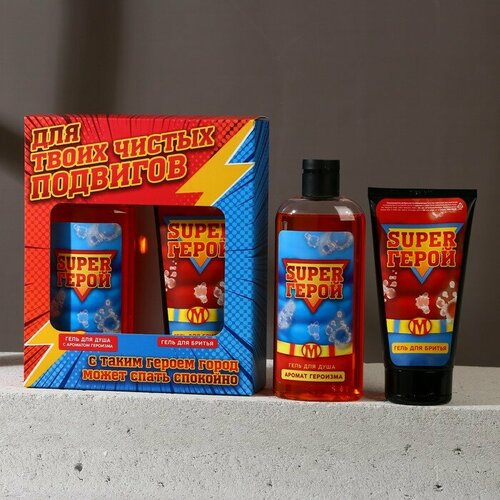 ДЛЯ
ТВОИХ ЧИСТЫХ
ПОДВИГОВ
SUPER
ГЕРОЙ
ГЕЛЬ ДЛЯ ДУША
С АРОМАТОМ ГЕРОИЗМА
SUPER
ГЕРОЙ
ГЕЛЬ ДЛЯ БРИТЬЯ
С таким героем город
может спать спокойно
SUPER
ГЕРОЙ
М
ГЕЛЬ ДЛЯ ДУША
АРОМАТ ГЕРОИЗМА
SUPER
ГЕРОЙ
М
ГЕЛЬ ДЛЯ БРИТЬЯ